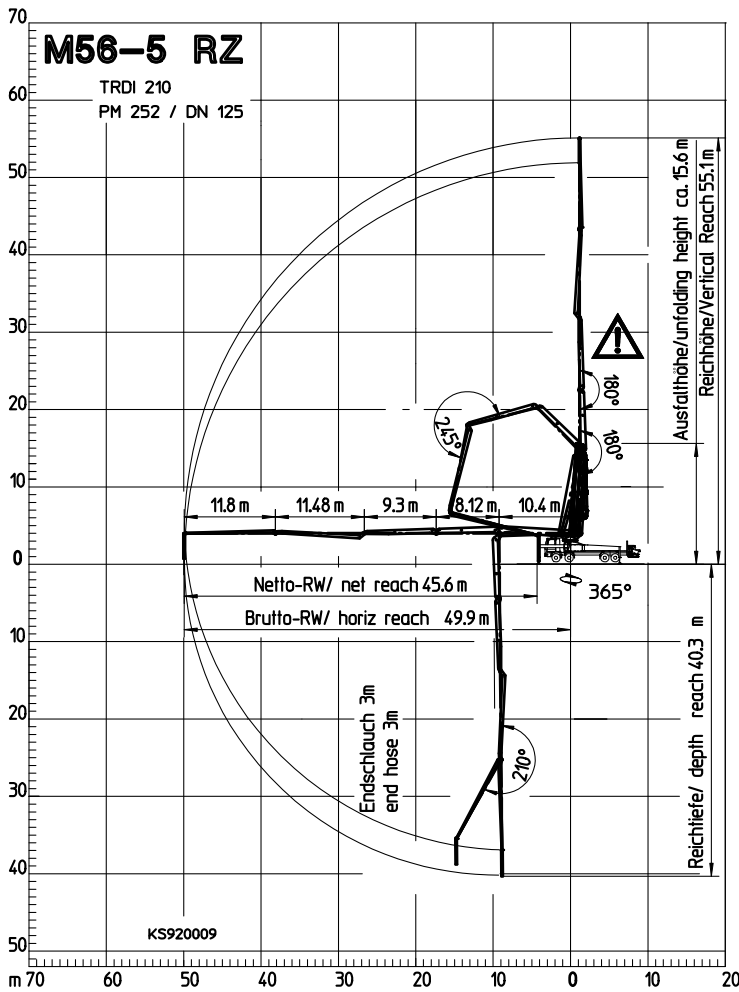 M56-5 RZ
TRDI 210
PM 252 / DN 125
70
60
50
40
30
20
10
0
10
20
30
40
50
Ausfalthöhe/unfolding height ca. 15.6 m
Reichhöhe/Vertical Reach 55.1 m
180°
180°
245°
11.8 m
11.48 m
9.3 m
8.12 m
10.4 m
Netto-RW/ net reach 45.6 m
365°
Brutto-RW/ horiz reach 49.9 m
Endschlauch 3m
end hose 3m
210°
Reichtiefe/ depth reach 40.3 m
KS920009
m 70 60 50 40 30 20 10 0 10 20